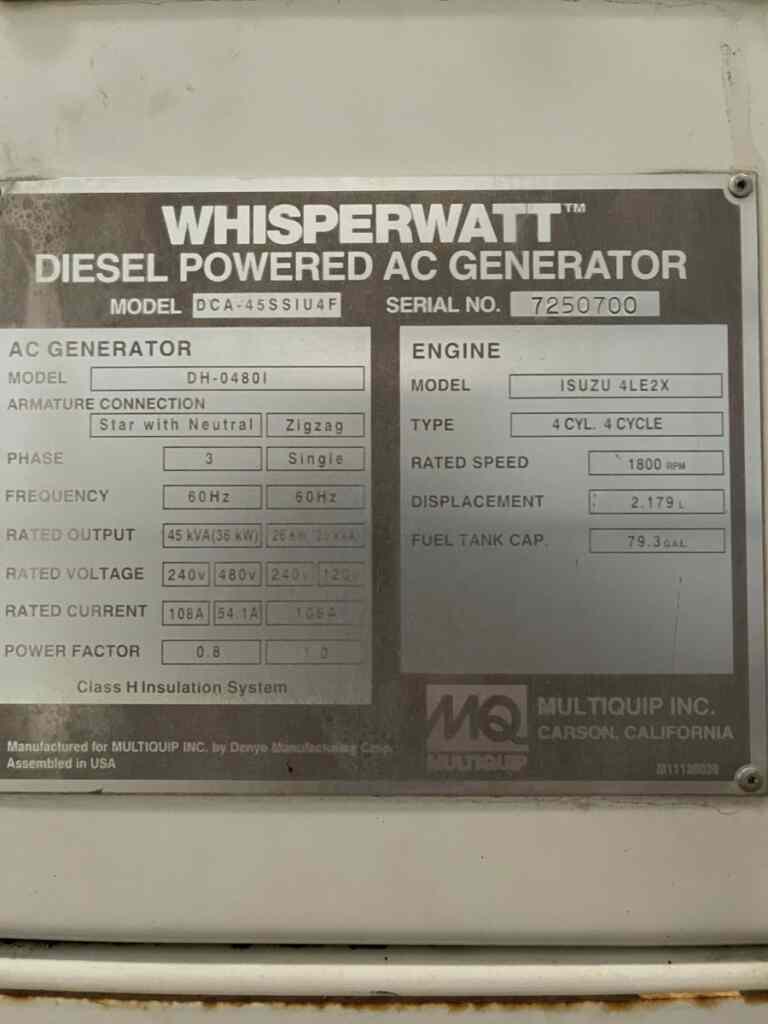 WHISPERWATT™
DIESEL POWERED AC GENERATOR
MODEL DCA-45SSIU4F SERIAL NO. 7250700
AC GENERATOR
MODEL DH-0480I
ARMATURE CONNECTION
Star with Neutral Zigzag
PHASE 3 Single
FREQUENCY 60Hz 60Hz
RATED OUTPUT 45 kVA(36 kW)
RATED VOLTAGE 240v 480v 240v 120v
RATED CURRENT 108A 54.1A
POWER FACTOR 0.8 1.0
Class H Insulation System
ENGINE
MODEL ISUZU 4LE2X
TYPE 4 CYL. 4 CYCLE
RATED SPEED 1800 RPM
DISPLACEMENT 2.179 L
FUEL TANK CAP. 79.3 GAL
Manufactured for MULTIQUIP INC. by Denyo Manufacturing Corp.
Assembled in USA
MQ
MULTIQUIP
MULTIQUIP INC.
CARSON, CALIFORNIA